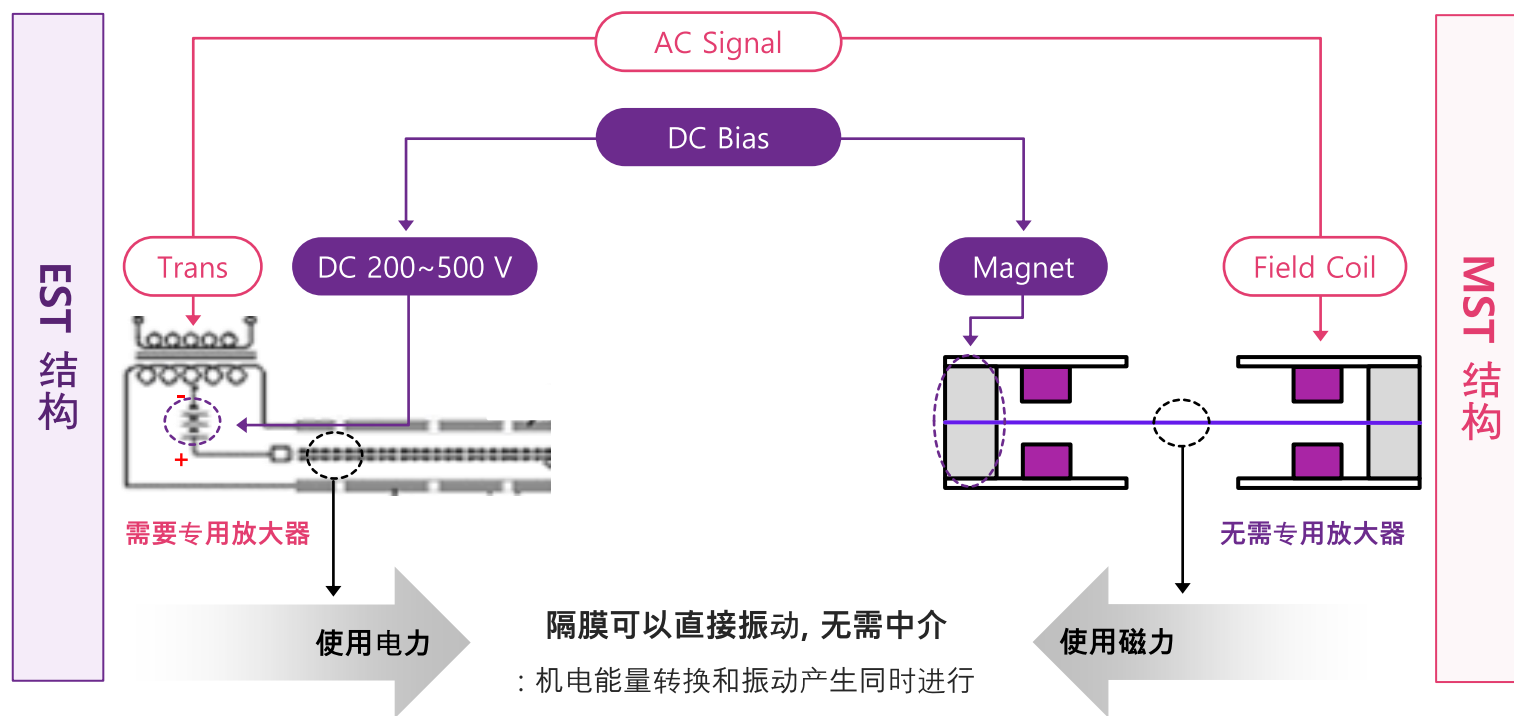 AC Signal
DC Bias
EST 结构
Trans
DC 200~500 V
Magnet
Field Coil
MST 结构
-
+
需要专用放大器
无需专用放大器
使用电力
隔膜可以直接振动, 无需中介
: 机电能量转换和振动产生同时进行
使用磁力